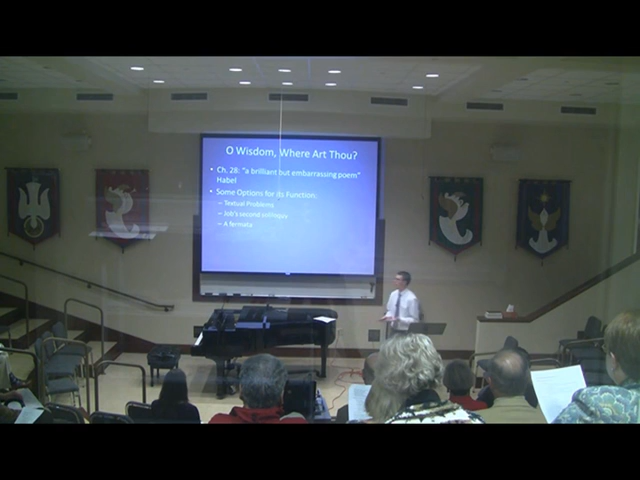 O Wisdom, Where Art Thou?
• Ch. 28: "a brilliant but embarrassing poem"
Habel
• Some Options for its Function:
– Textual Problems
– Job's second soliloquy
– A fermata